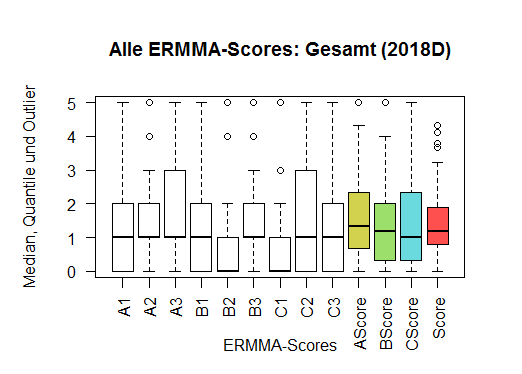 Alle ERMMA-Scores: Gesamt (2018D)
Median, Quantile und Outlier
5
4
3
2
1
0
A1
A2
A3
B1
B2
B3
C1
C2
C3
AScore
BScore
CScore
Score
ERMMA-Scores